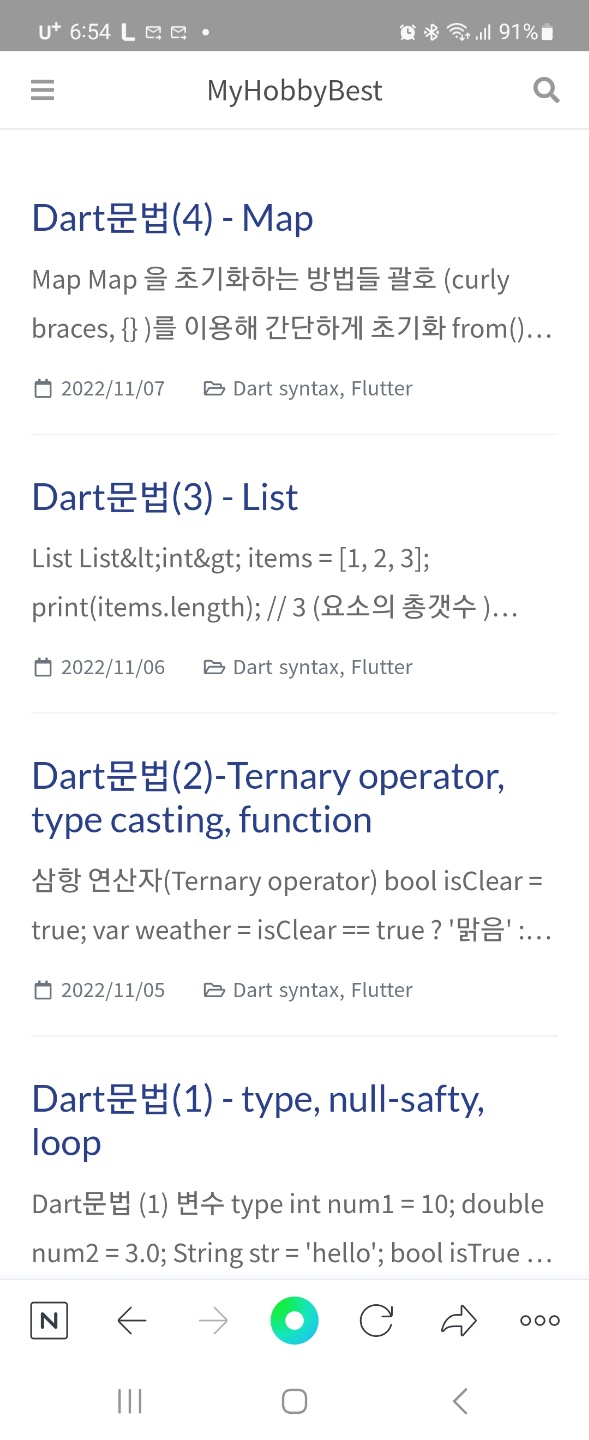 U+ 6:54 L
91%
MyHobbyBest
Dart문법(4) - Map
Map Map 을 초기화하는 방법들 괄호 (curly
braces, {} )를 이용해 간단하게 초기화 from()…
2022/11/07 Dart syntax, Flutter
Dart문법(3) - List
List List&lt;int&gt; items = [1, 2, 3];
print(items.length); // 3 (요소의 총갯수 )…
2022/11/06 Dart syntax, Flutter
Dart문법(2)-Ternary operator,
type casting, function
삼항 연산자(Ternary operator) bool isClear =
true; var weather = isClear == true ? '맑음' :…
2022/11/05 Dart syntax, Flutter
Dart문법(1) - type, null-safty,
loop
Dart문법 (1) 변수 type int num1 = 10; double
num2 = 3.0; String str = 'hello'; bool isTrue …
N